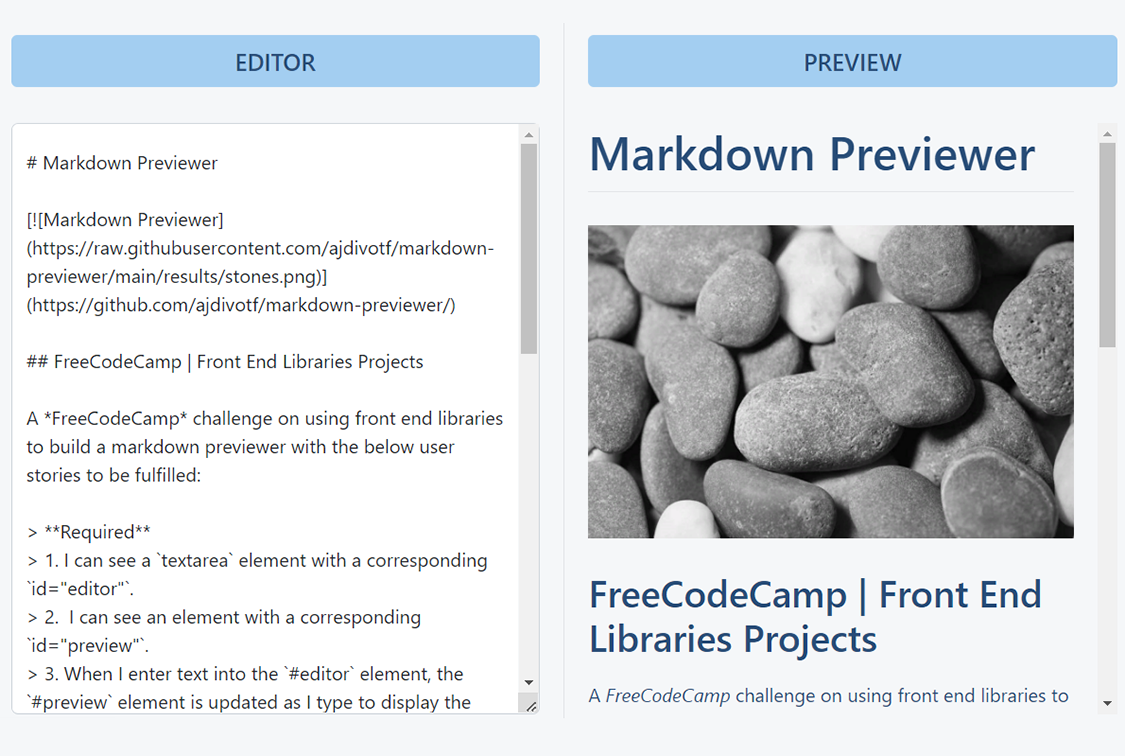 EDITOR
# Markdown Previewer
[![Markdown Previewer]
(https://raw.githubusercontent.com/ajdivotf/markdown-
previewer/main/results/stones.png)]
(https://github.com/ajdivotf/markdown-previewer/)
## FreeCodeCamp | Front End Libraries Projects
A *FreeCodeCamp* challenge on using front end libraries
to build a markdown previewer with the below user
stories to be fulfilled:
> **Required**
> 1. I can see a `textarea` element with a corresponding
`id="editor"`.
> 2.  I can see an element with a corresponding
`id="preview"`.
> 3. When I enter text into the `#editor` element, the
`#preview` element is updated as I type to display the
PREVIEW
Markdown Previewer
FreeCodeCamp | Front End
Libraries Projects
A FreeCodeCamp challenge on using front end libraries to